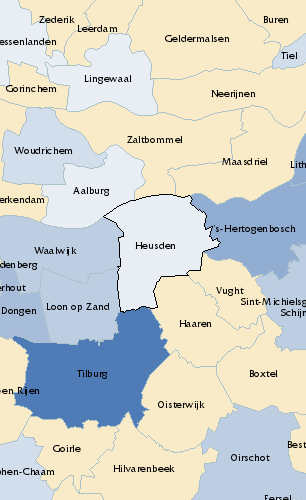 Zederik
Buren
Leerdam
essenlanden
Geldermalsen
Tiel
Lingewaal
Gorinchem
Neerijnen
Zaltbommel
Woudrichem
Maasdriel
Lith
Aalburg
erkendam
's-Hertogenbosch
Heusden
Waalwijk
denberg
erhout
Vught
Sint-Michielsg
Loon op Zand
Dongen
Schijn
Haaren
Tilburg
Boxtel
en Rijen
Oisterwijk
Goirle
Best
Oirschot
hen-Chaam
Hilvarenbeek
Eersel